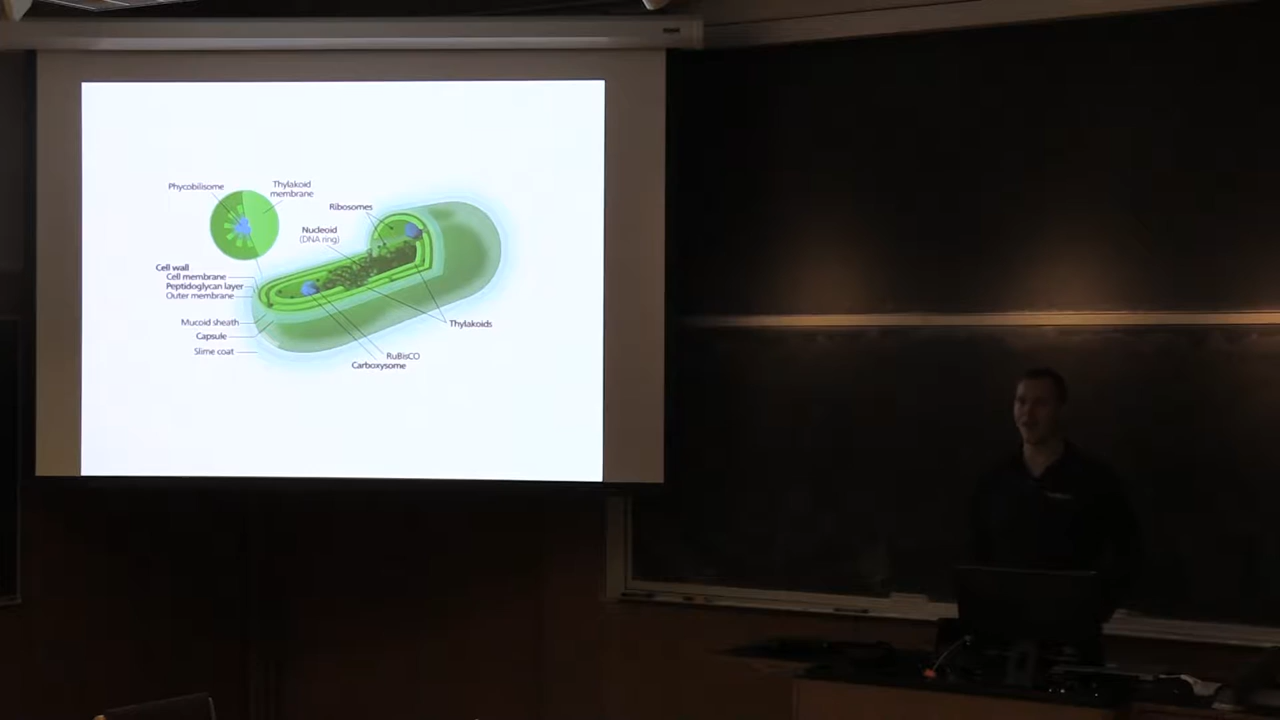 Phycobilisome
Thylakoid
membrane
Ribosomes
Nucleoid
(DNA ring)
Cell wall
Cell membrane
Peptidoglycan layer
Outer membrane
Mucoid sheath
Capsule
Slime coat
Thylakoids
RuBisCO
Carboxysome